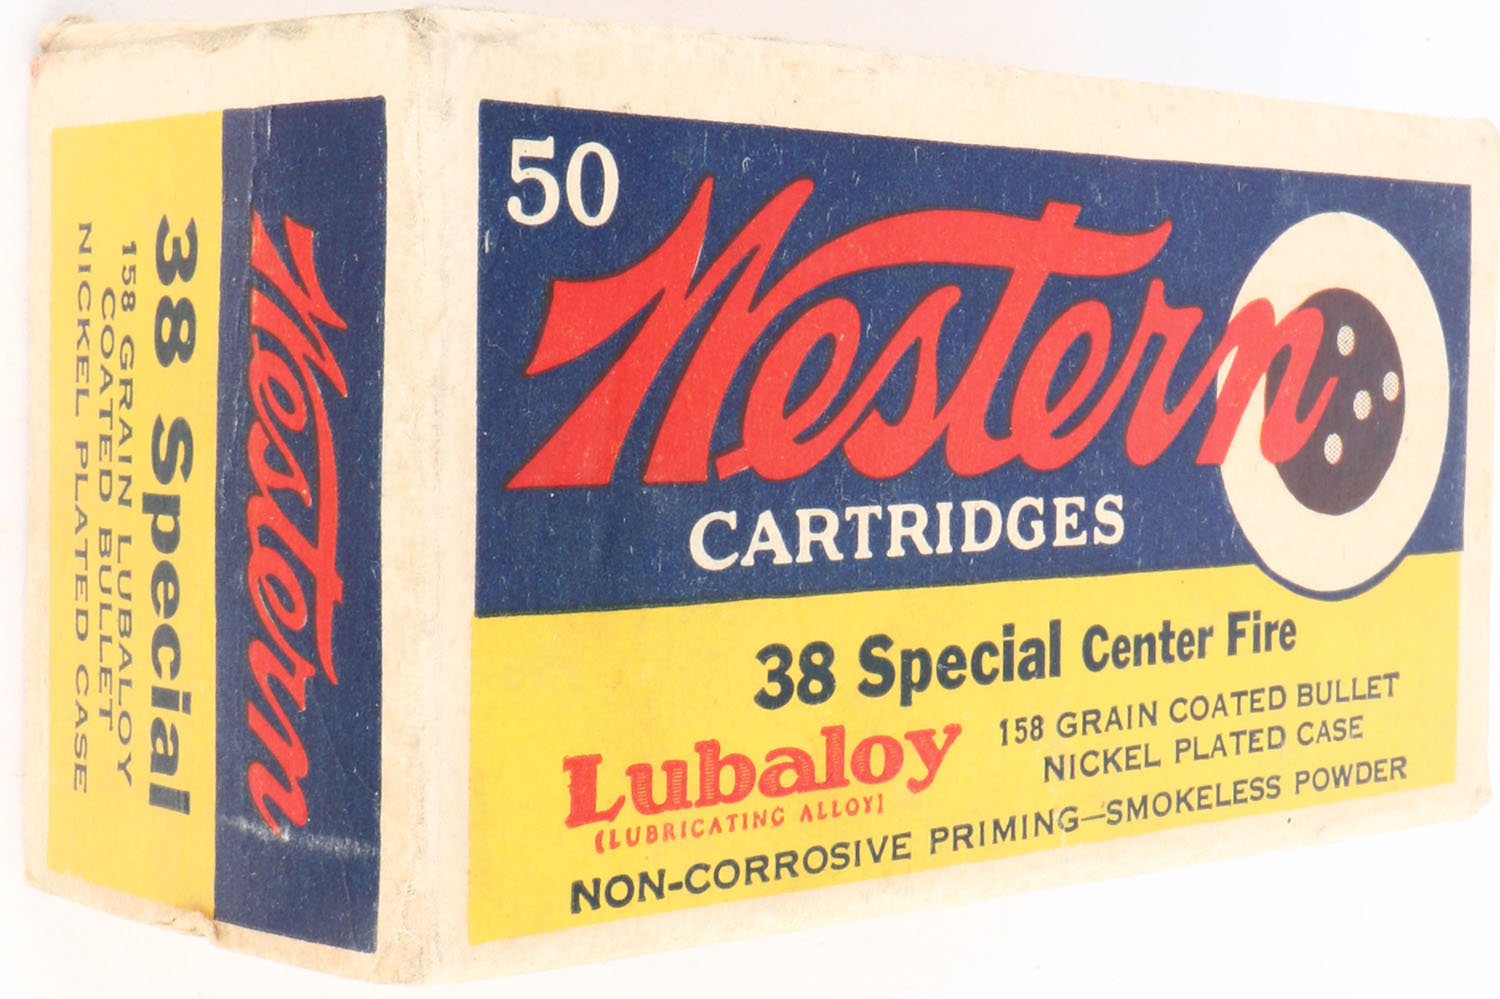 50
Western
CARTRIDGES
38 Special Center Fire
Lubaloy
(LUBRICATING ALLOY)
158 GRAIN COATED BULLET
NICKEL PLATED CASE
NON-CORROSIVE PRIMING—SMOKELESS POWDER
Western
38 Special
158 GRAIN LUBALOY
COATED BULLET
NICKEL PLATED CASE